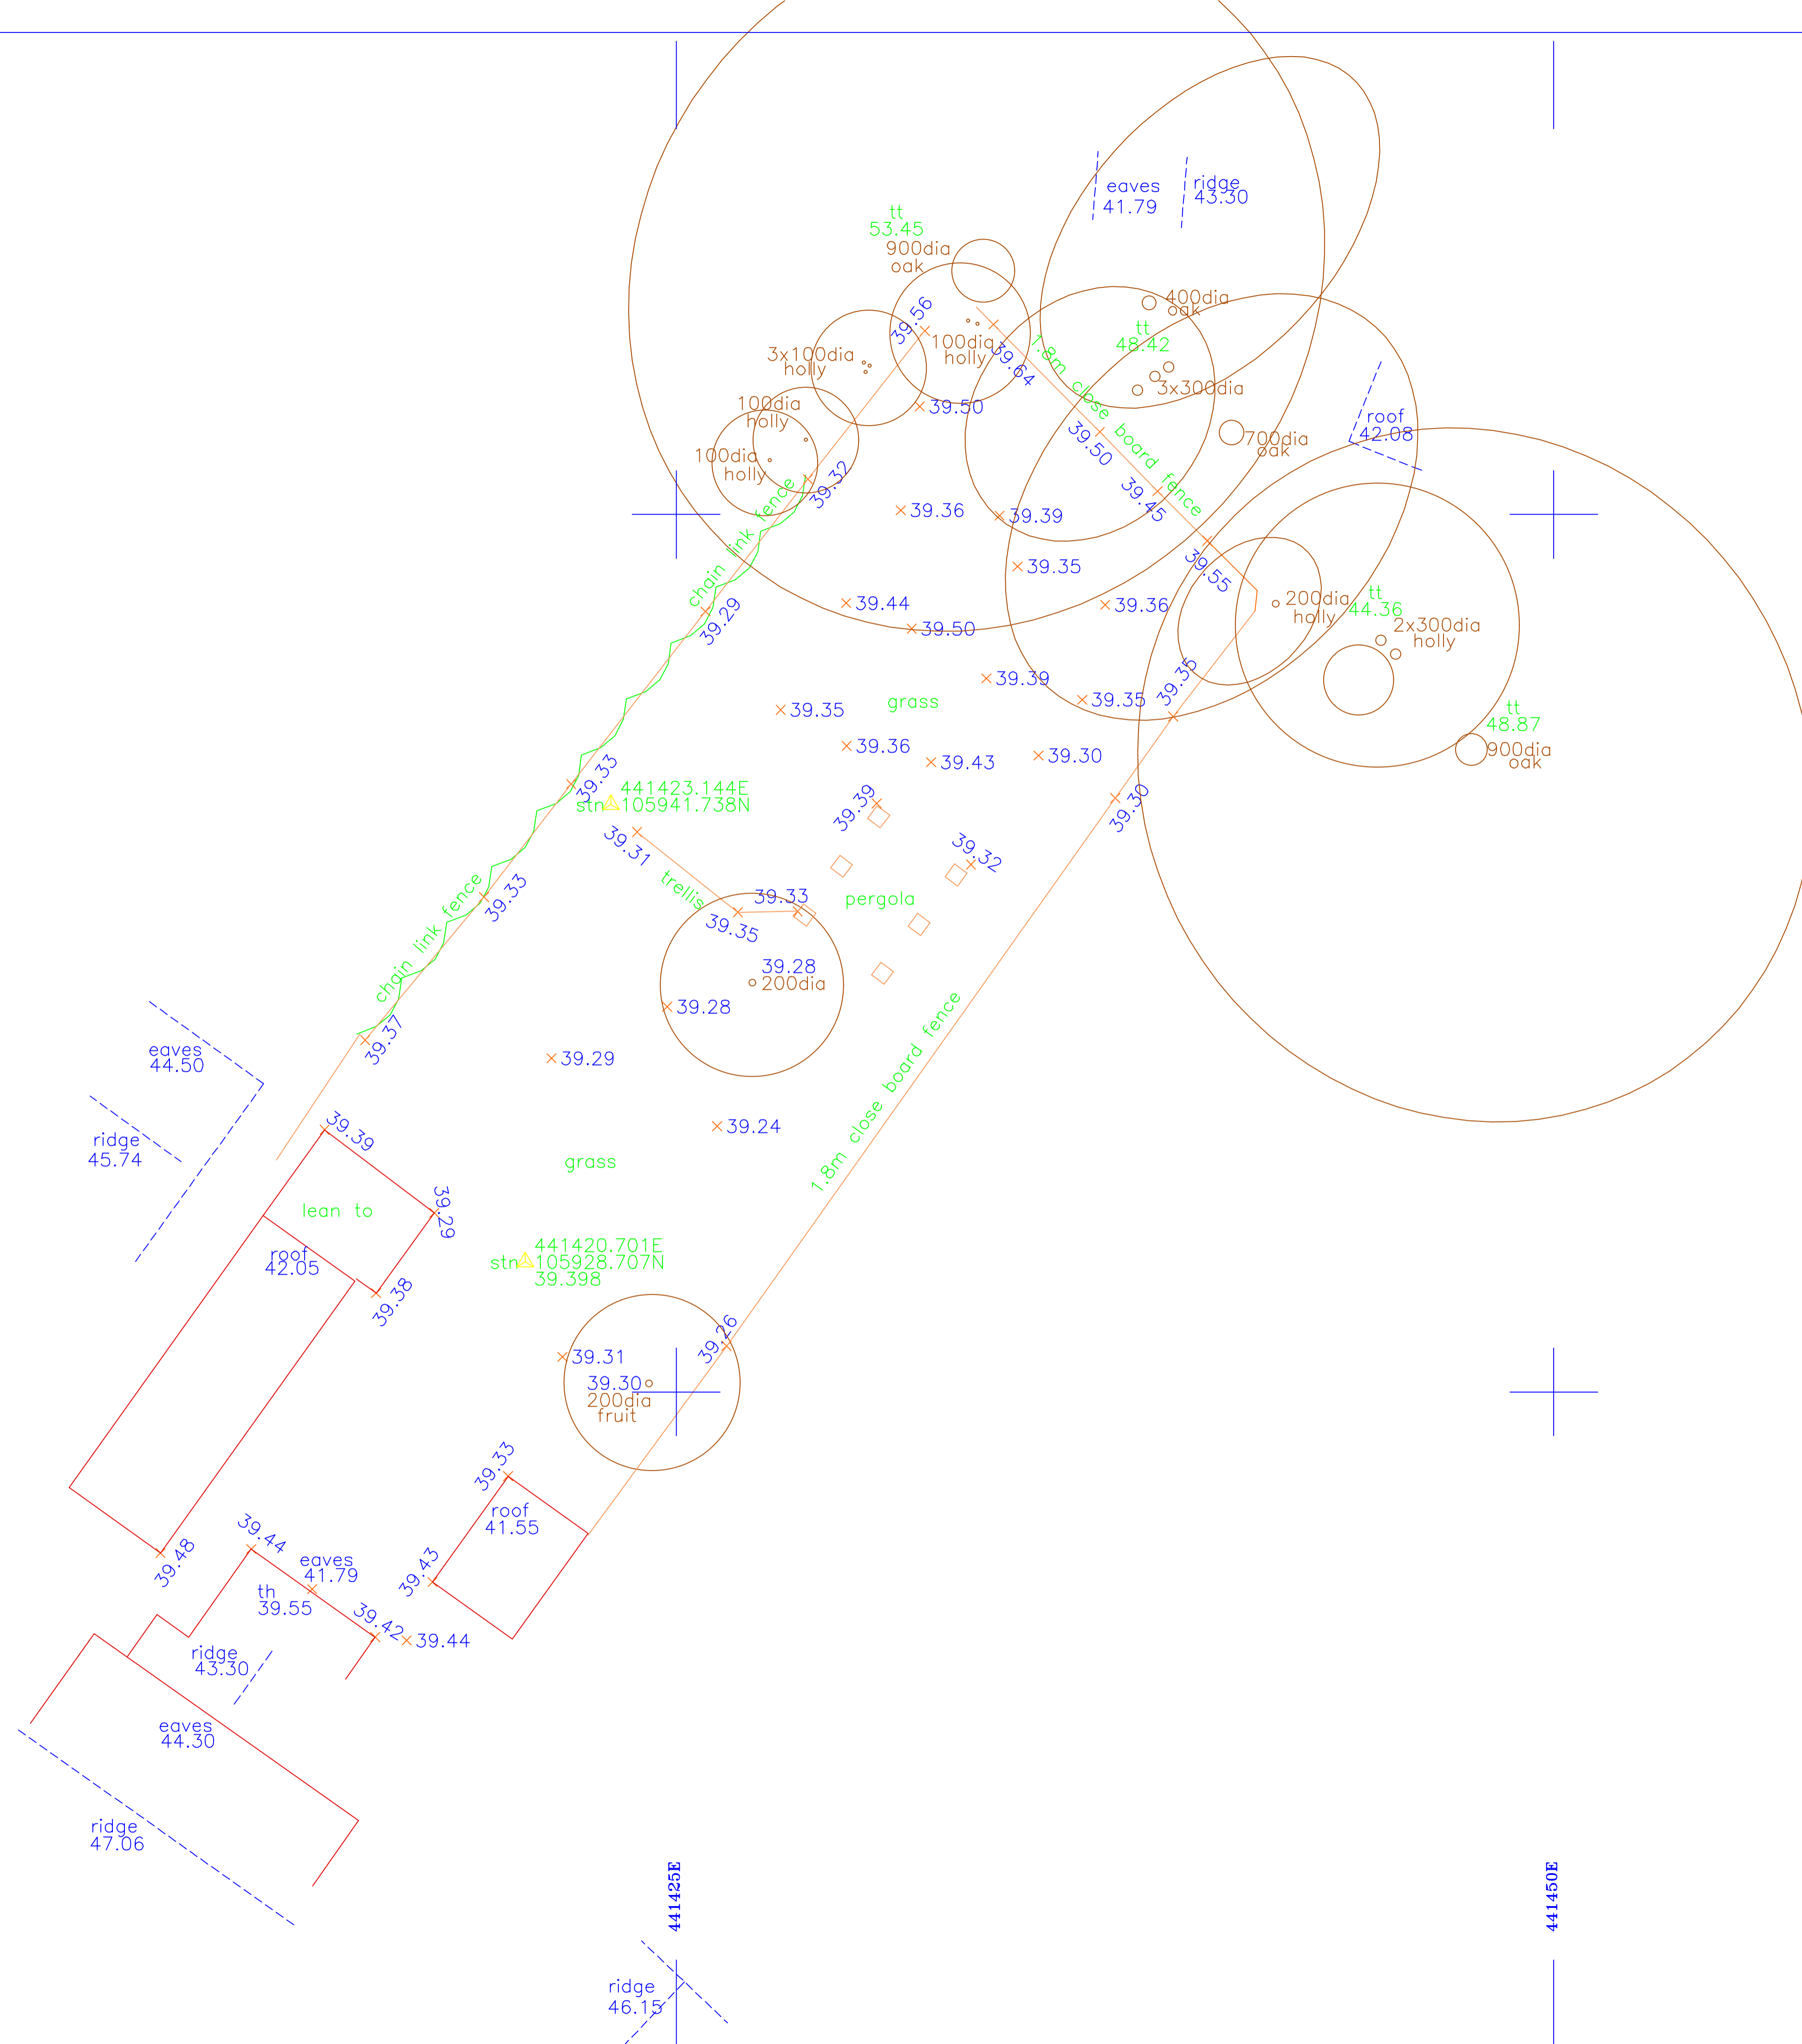 eaves
41.79
ridge
43.30
tt
53.45
900dia
oak
400dia
oak
39.56
100dia
holly
39.64
tt
48.42
1.8m close board fence
3x100dia
holly
3x300dia
100dia
holly
39.50
39.50
700dia
oak
roof
42.08
100dia
holly
39.32
39.45
chain link fence
39.36
39.39
39.35
39.55
39.29
39.44
39.50
39.36
200dia
holly
tt
44.36
2x300dia
holly
39.39
39.35
39.35
39.35
grass
tt
48.87
900dia
oak
39.36
39.43
39.30
39.30
39.33
441423.144E
stn
105941.738N
39.31
39.39
39.32
trellis
39.33
39.35
pergola
39.33
chain link fence
39.28
200dia
39.28
39.37
39.29
1.8m close board fence
eaves
44.50
ridge
45.74
39.39
39.24
grass
lean to
39.29
roof
42.05
39.38
441420.701E
stn
105928.707N
39.398
39.26
39.31
39.30
200dia
fruit
39.33
roof
41.55
39.43
39.48
39.44
eaves
41.79
th
39.55
39.42
39.44
ridge
43.30
eaves
44.30
ridge
47.06
441425E
441450E
ridge
46.15